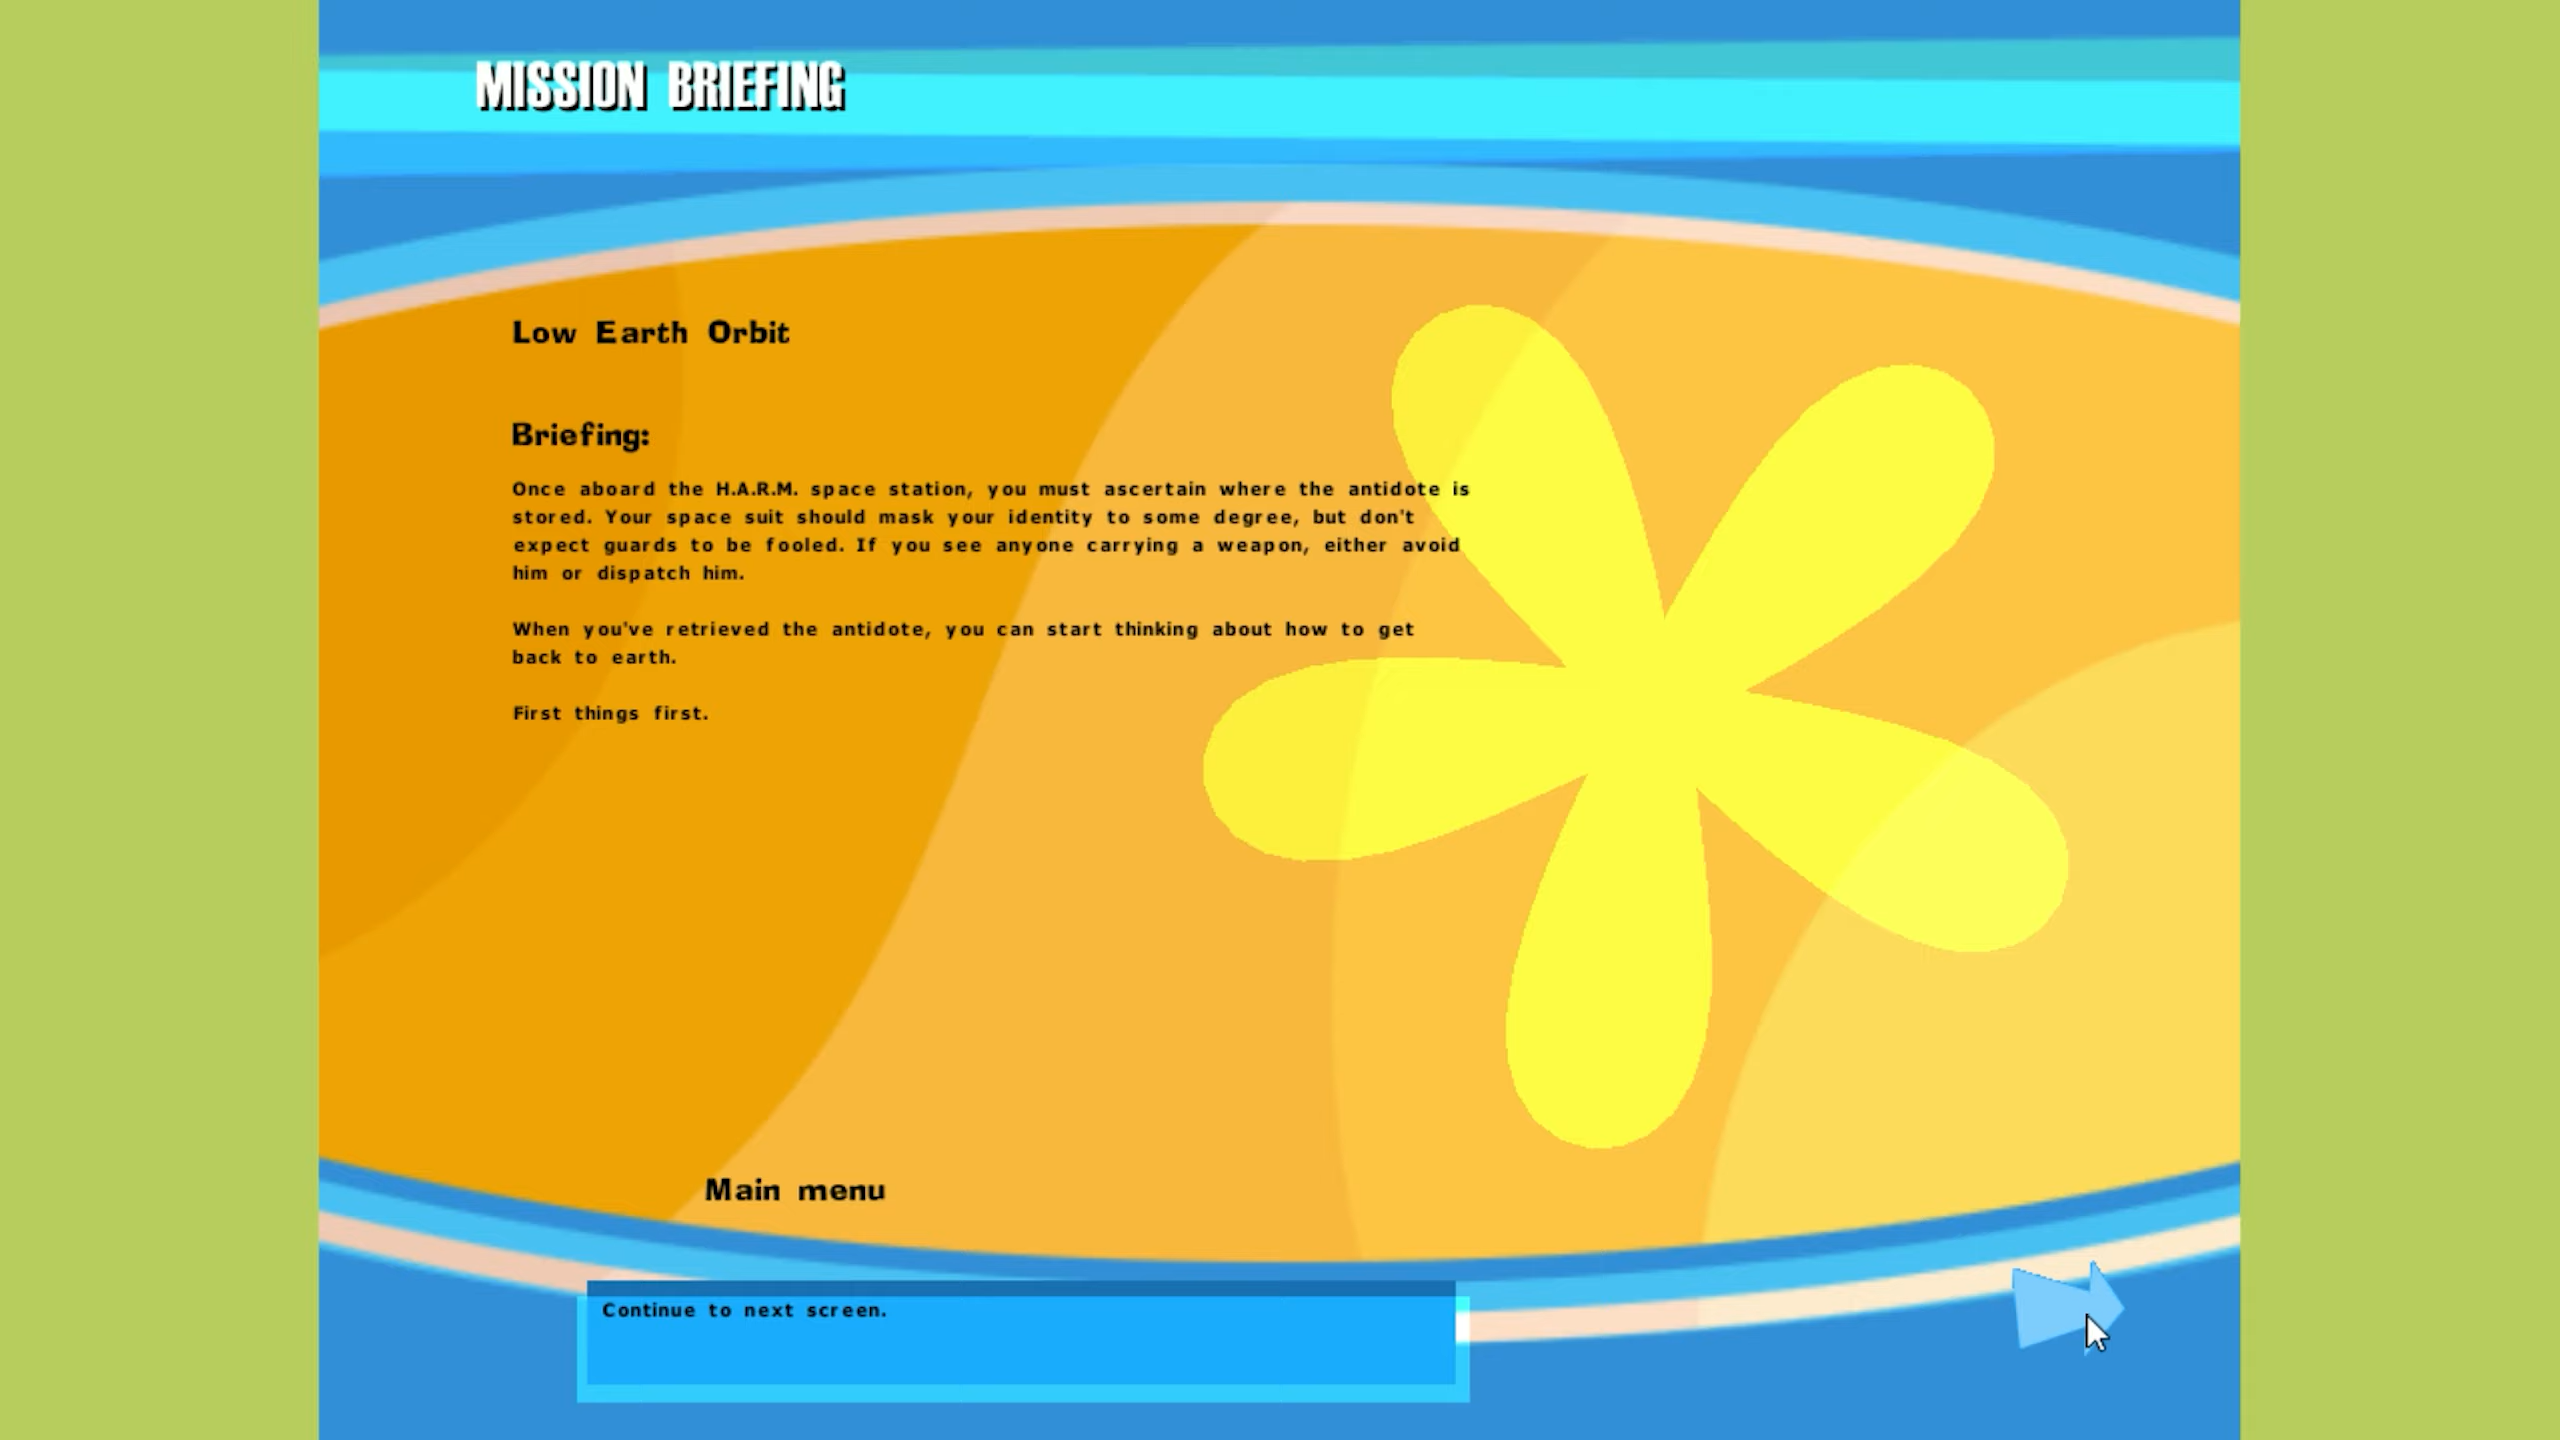 MISSION BRIEFING
Low Earth Orbit
Briefing:
Once aboard the H.A.R.M. space station, you must ascertain where the antidote is
stored. Your space suit should mask your identity to some degree, but don't
expect guards to be fooled. If you see anyone carrying a weapon, either avoid
him or dispatch him.
When you've retrieved the antidote, you can start thinking about how to get
back to earth.
First things first.
Main menu
Continue to next screen.